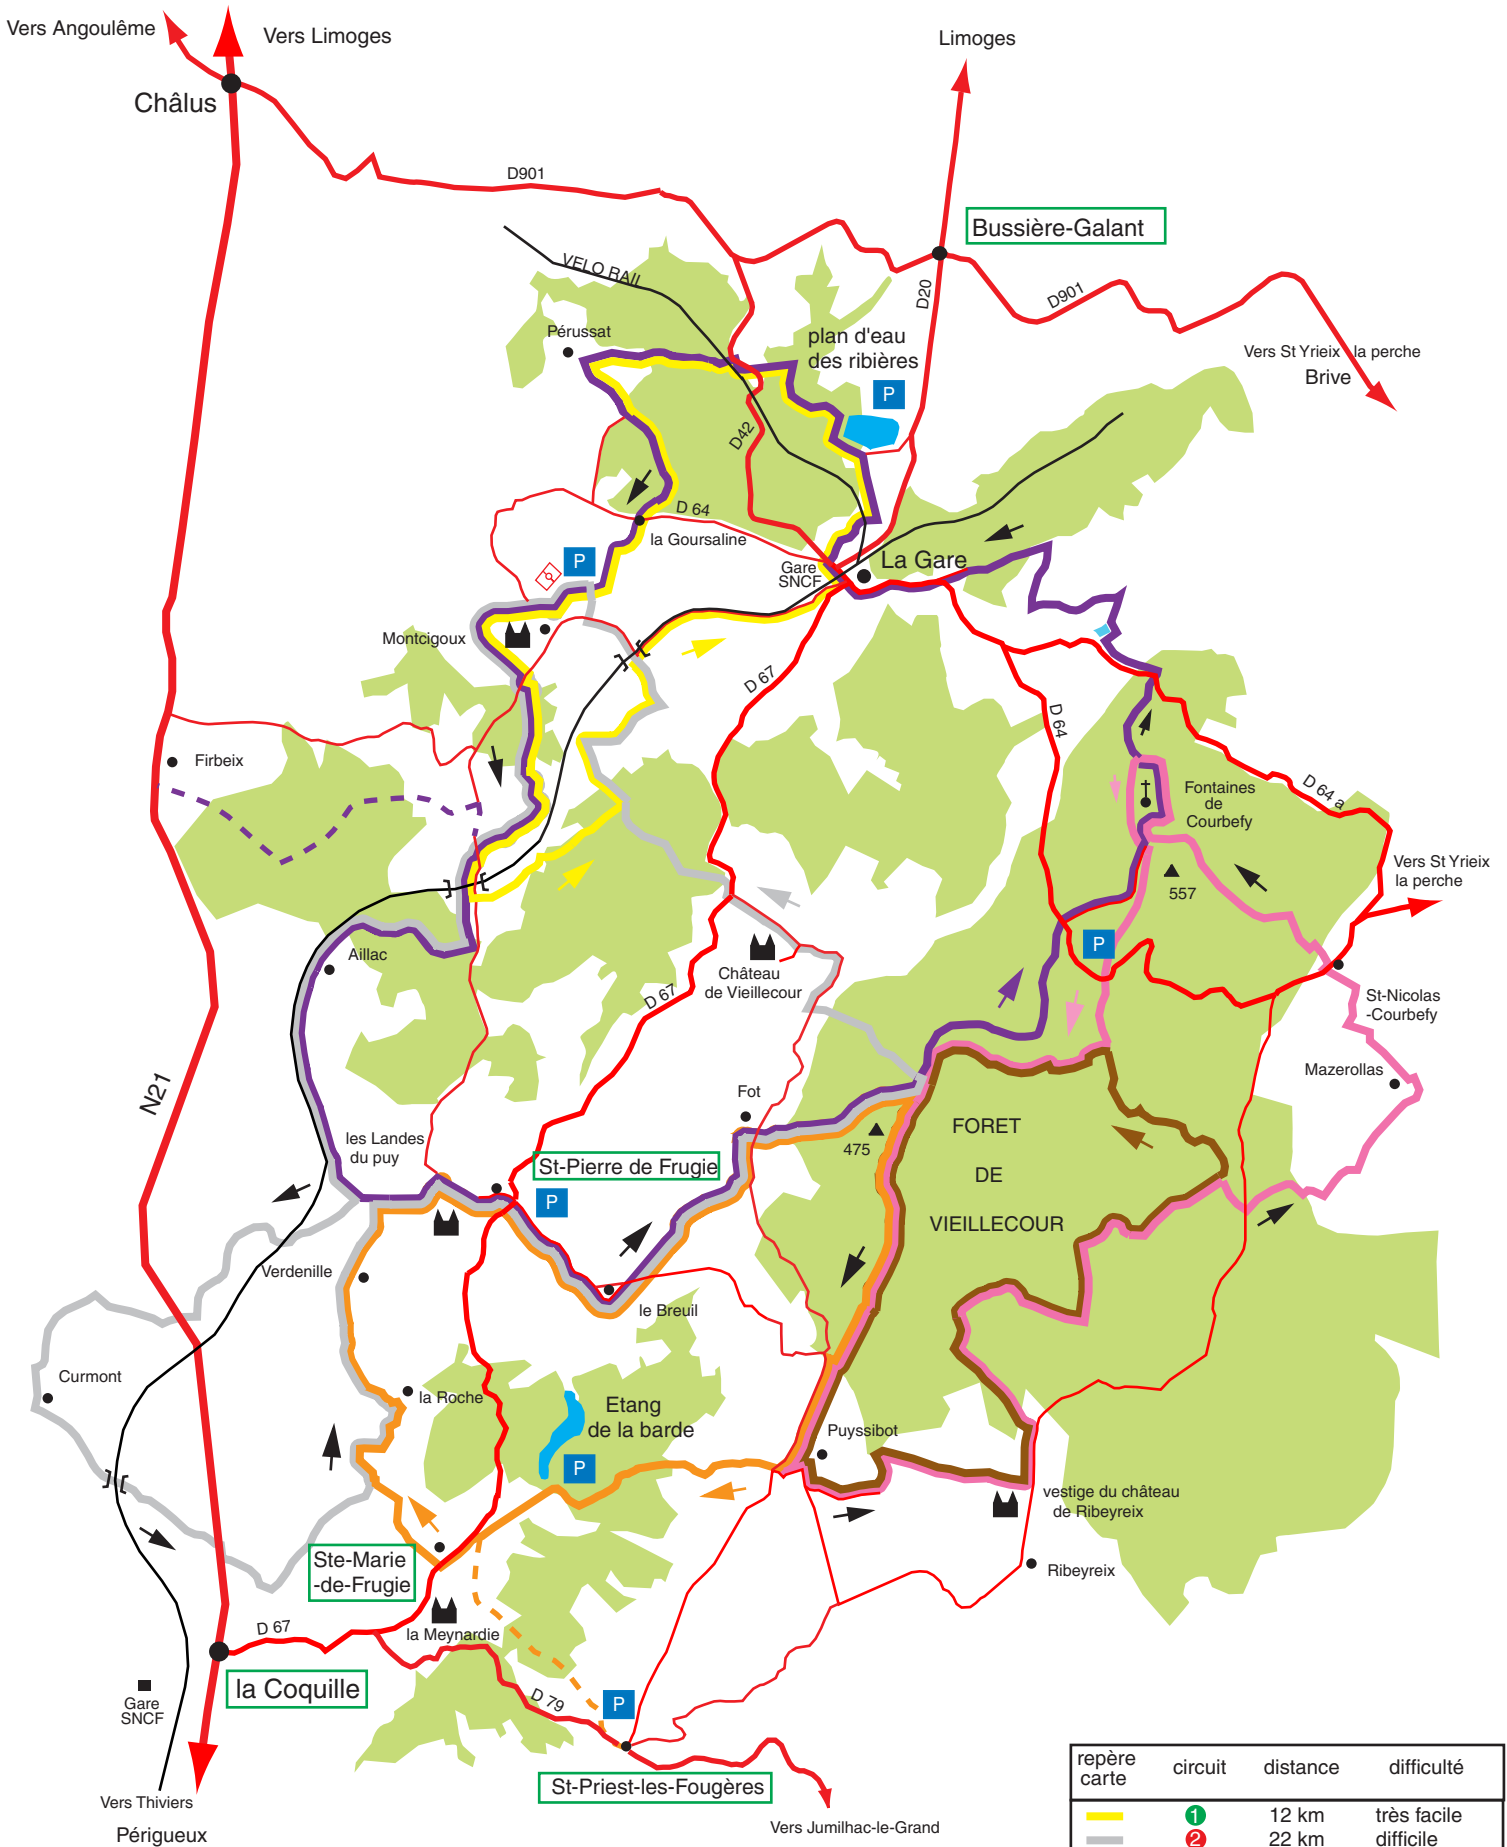 Vers Angoulême
Vers Limoges
Limoges
Châlus
D901
Bussière-Galant
VELO RAIL
D20
D901
Pérussat
plan d'eau
des ribières
P
Vers St Yrieix la perche
Brive
D42
D 64
la Goursaline
P
Gare
SNCF
La Gare
Montcigoux
D 67
D 64
Firbeix
Fontaines
de
Courbefy
D 64 a
Vers St Yrieix
la perche
557
P
Aillac
Château
de Vieillecour
D 67
St-Nicolas
-Courbefy
Mazerollas
N21
Fot
FORET
DE
VIEILLECOUR
475
les Landes
du puy
St-Pierre de Frugie
P
Verdenille
le Breuil
Curmont
la Roche
Etang
de la barde
P
Puyssibot
vestige du château
de Ribeyreix
Ste-Marie
-de-Frugie
Ribeyreix
D 67
la Meynardie
la Coquille
Gare
SNCF
D 79
P
St-Priest-les-Fougères
Vers Thiviers
Périgueux
Vers Jumilhac-le-Grand
repère
carte
circuit
distance
difficulté
1 12 km très facile
2 22 km difficile